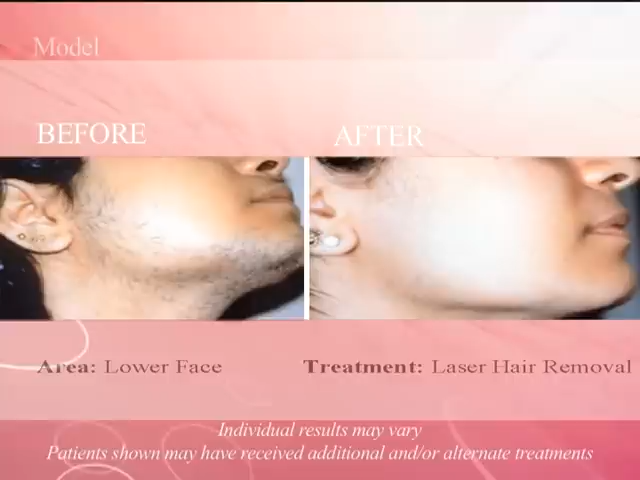 Model
BEFORE
AFTER
Area: Lower Face
Treatment: Laser Hair Removal
Individual results may vary
Patients shown may have received additional and/or alternate treatments